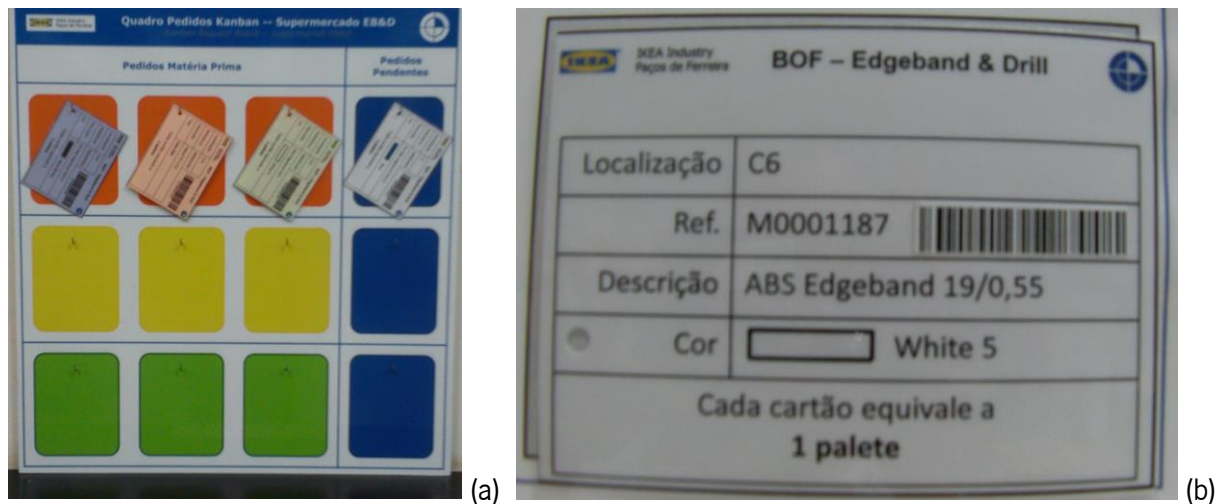 IKEA
Quadro Pedidos Kanban -- Supermercado EB&D
Pedidos Matéria Prima
Pedidos
Pendentes
(a)
IKEA
IKEA Industry
Paços de Ferreira
BOF – Edgeband & Drill
Localização C6
Ref. M0001187
Descrição ABS Edgeband 19/0,55
Cor White 5
Cada cartão equivale a
1 palete
(b)